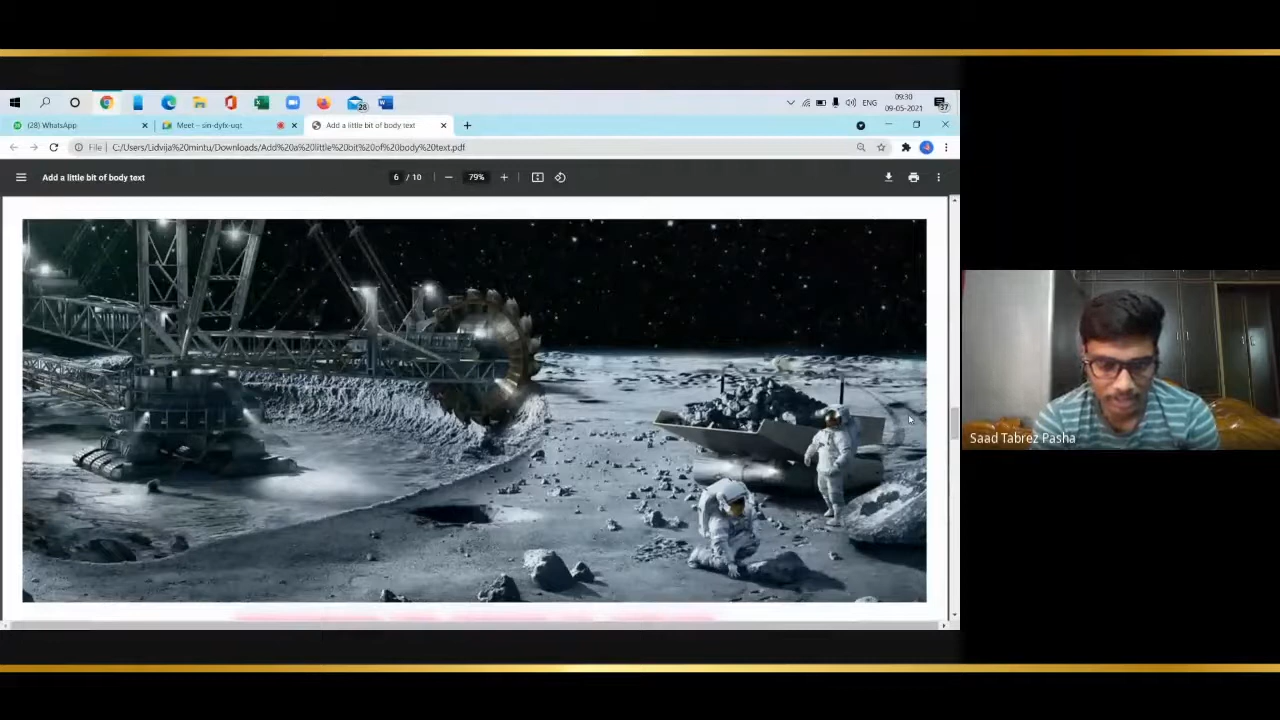 09:30
28
ENG
09-05-2021
37
(28) WhatsApp
Meet – sin-dyfx-uqt
Add a little bit of body text
File
C:/Users/Lidvija%20mintu/Downloads/Add%20a%20little%20bit%20of%20body%20text.pdf
Add a little bit of body text
6 / 10
79%
Saad Tabrez Pasha